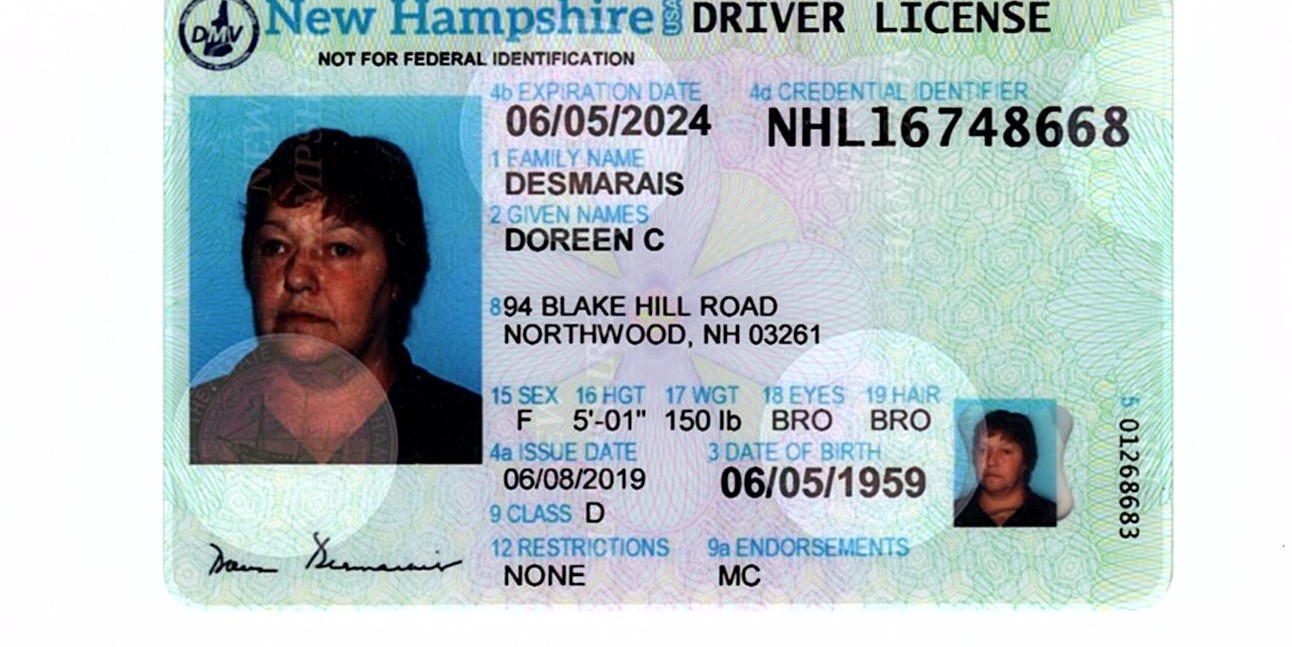 New Hampshire USA DRIVER LICENSE
DMV
NOT FOR FEDERAL IDENTIFICATION
4b EXPIRATION DATE 4d CREDENTIAL IDENTIFIER
06/05/2024 NHL16748668
1 FAMILY NAME
DESMARAIS
2 GIVEN NAMES
DOREEN C
8 94 BLAKE HILL ROAD
NORTHWOOD, NH 03261
15 SEX 16 HGT 17 WGT 18 EYES 19 HAIR
F 5'-01" 150 lb BRO BRO
4a ISSUE DATE 3 DATE OF BIRTH
06/08/2019 06/05/1959
9 CLASS D
12 RESTRICTIONS 9a ENDORSEMENTS
NONE MC
5 01268683